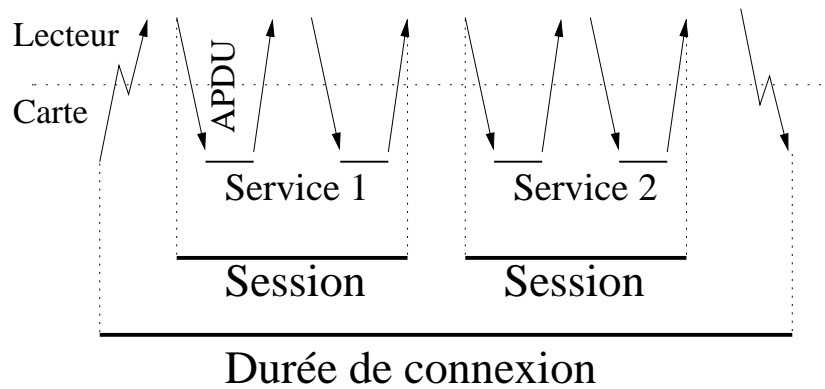 Lecteur
APDU
Carte
Service 1
Service 2
Session
Session
Durée de connexion